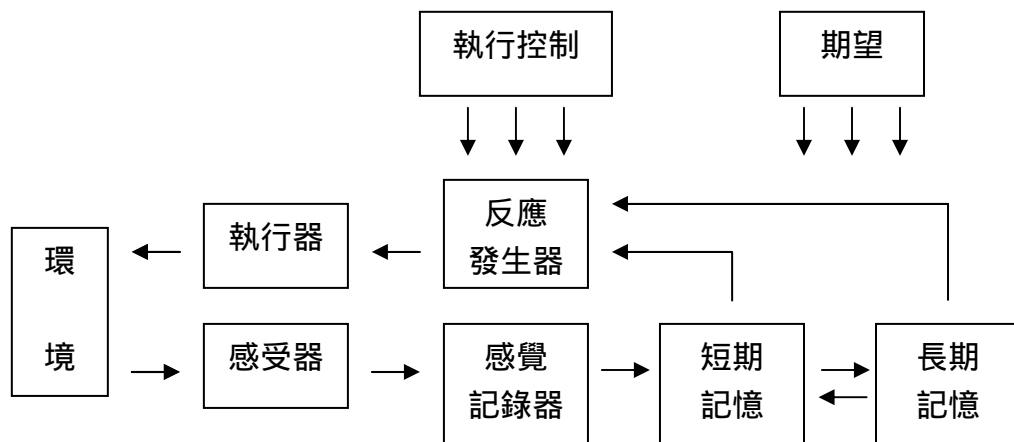 執行控制
期望
反應
發生器
執行器
環
境
感受器
感覺
記錄器
短期
記憶
長期
記憶